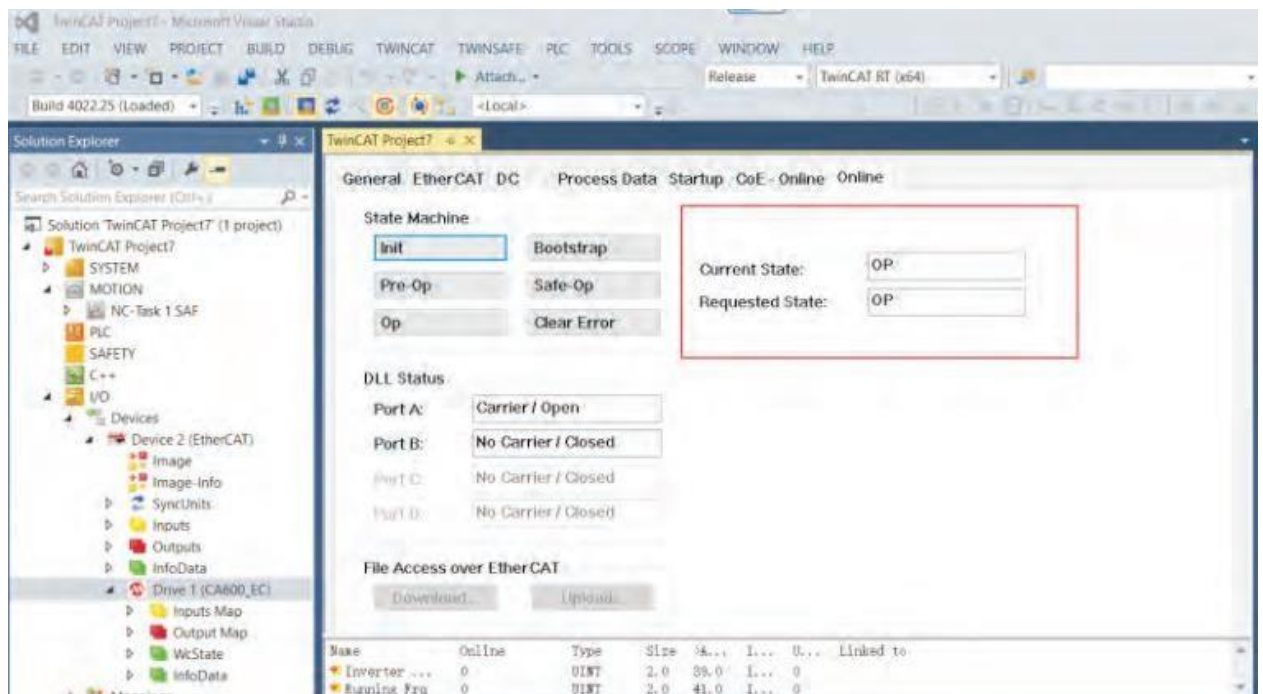 TwinCAT Project7 - Microsoft Visual Studio
FILE EDIT VIEW PROJECT BUILD DEBUG TWINCAT TWINSAFE PLC TOOLS SCOPE WINDOW HELP
Attach... Release TwinCAT RT (x64)
Build 4022.25 (Loaded) <Local>
Solution Explorer
Search Solution Explorer (Ctrl+;)
Solution 'TwinCAT Project7' (1 project)
TwinCAT Project7
SYSTEM
MOTION
NC-Task 1 SAF
PLC
SAFETY
C++
I/O
Devices
Device 2 (EtherCAT)
Image
Image-Info
SyncUnits
Inputs
Outputs
InfoData
Drive 1 (CA600_EC)
Inputs Map
Output Map
WcState
InfoData
Mappings
TwinCAT Project7
General EtherCAT DC Process Data Startup CoE - Online Online
State Machine
Init Bootstrap
Pre-Op Safe-Op
Op Clear Error
Current State: OP
Requested State: OP
DLL Status
Port A: Carrier / Open
Port B: No Carrier / Closed
Port C: No Carrier / Closed
Port D: No Carrier / Closed
File Access over EtherCAT
Download... Upload...
Name Online Type Size >A... I... U... Linked to
Inverter ... 0 UINT 2.0 39.0 I... 0
Running Fre 0 UINT 2.0 41.0 I... 0